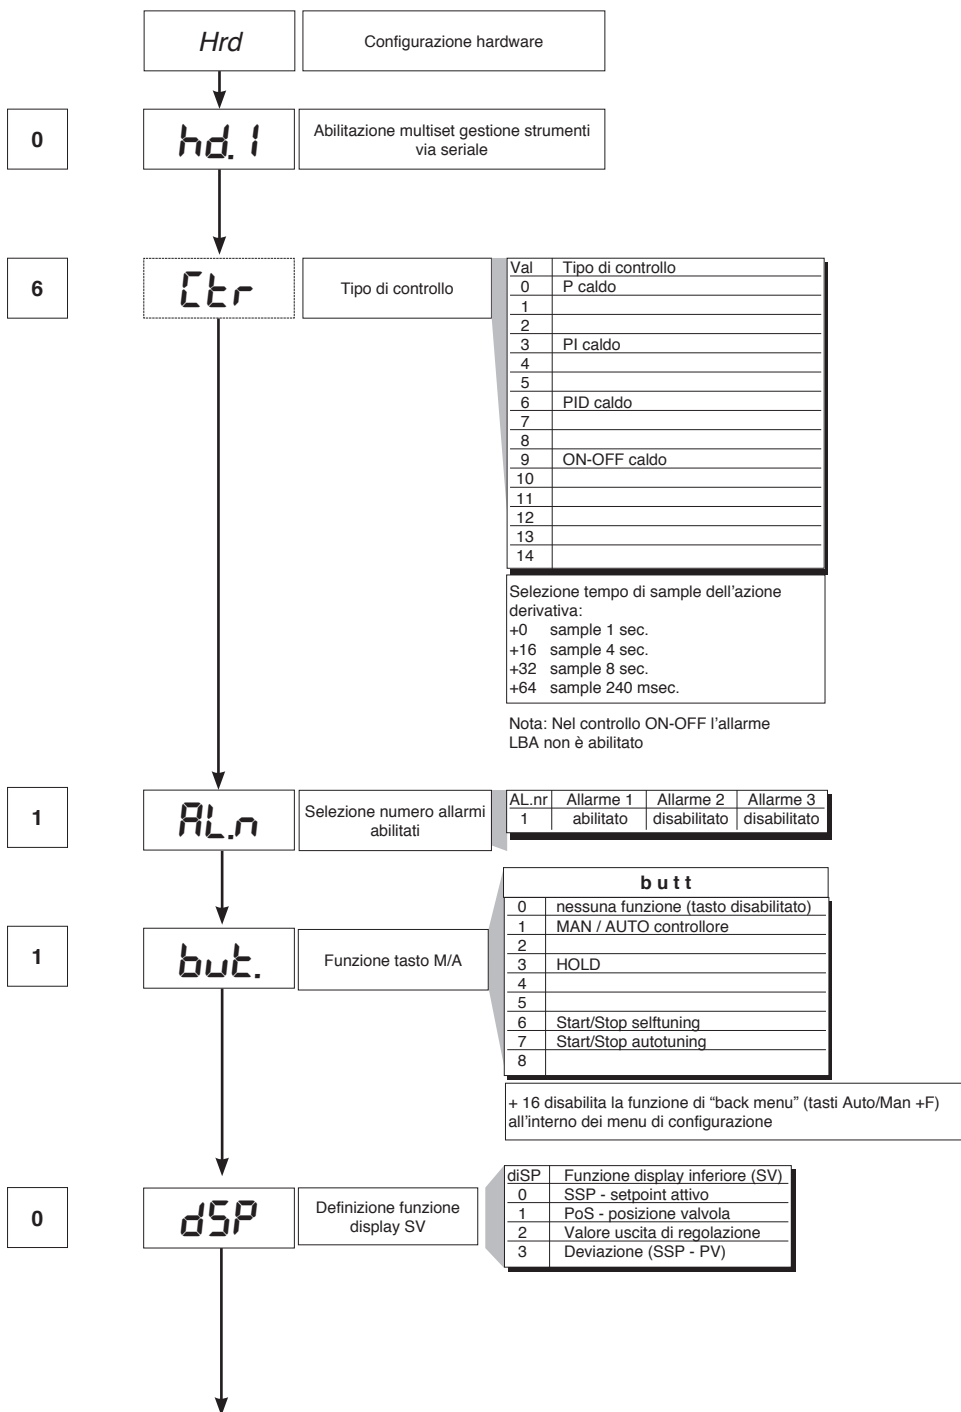 Hrd
Configurazione hardware
0
hd. 1
Abilitazione multiset gestione strumenti
via seriale
6
Ctr
Tipo di controllo
Val Tipo di controllo
0 P caldo
1
2
3 PI caldo
4
5
6 PID caldo
7
8
9 ON-OFF caldo
10
11
12
13
14
Selezione tempo di sample dell'azione
derivativa:
+0 sample 1 sec.
+16 sample 4 sec.
+32 sample 8 sec.
+64 sample 240 msec.
Nota: Nel controllo ON-OFF l'allarme
LBA non è abilitato
1
AL.n
Selezione numero allarmi
abilitati
AL.nr Allarme 1 Allarme 2 Allarme 3
1 abilitato disabilitato disabilitato
1
but.
Funzione tasto M/A
butt
0 nessuna funzione (tasto disabilitato)
1 MAN / AUTO controllore
2
3 HOLD
4
5
6 Start/Stop selftuning
7 Start/Stop autotuning
8
+ 16 disabilita la funzione di “back menu” (tasti Auto/Man +F)
all'interno dei menu di configurazione
0
dSP
Definizione funzione
display SV
diSP Funzione display inferiore (SV)
0 SSP - setpoint attivo
1 PoS - posizione valvola
2 Valore uscita di regolazione
3 Deviazione (SSP - PV)